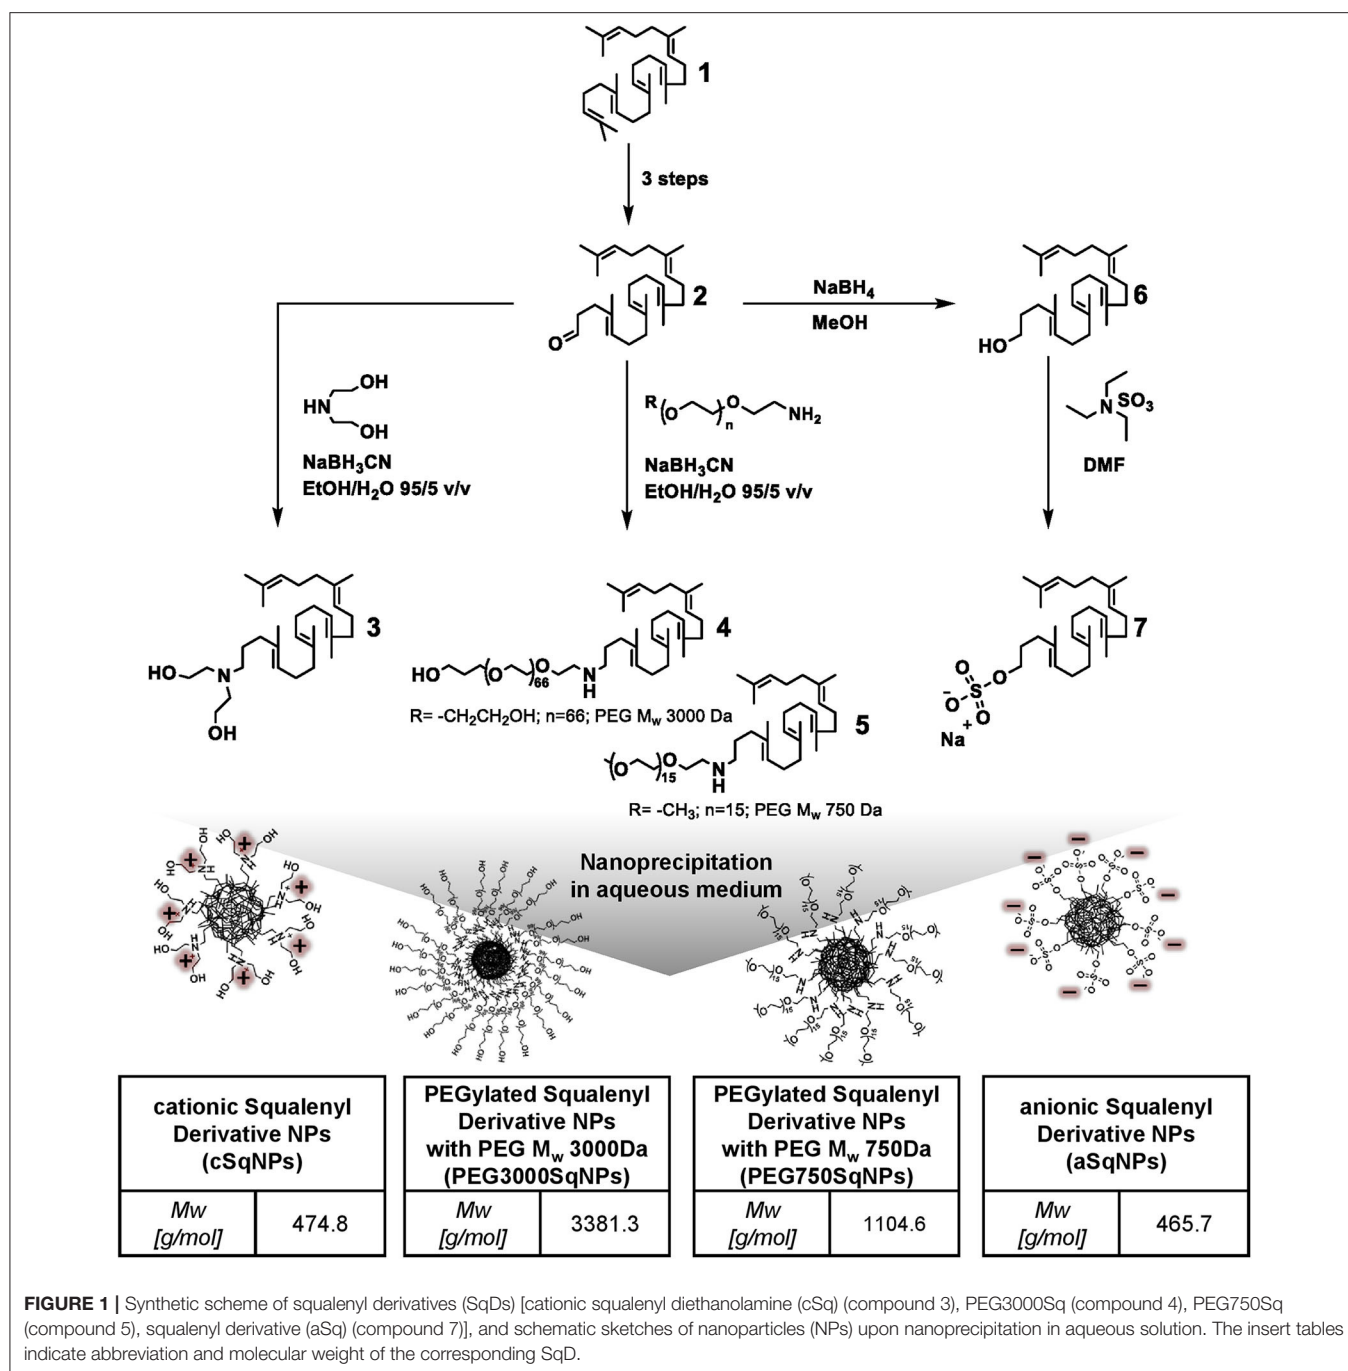 1
3 steps
2
NaBH4
MeOH
6
O
HO
HN
OH
OH
NaBH3CN
EtOH/H2O 95/5 v/v
R
(O
)
n
O
NH2
NaBH3CN
EtOH/H2O 95/5 v/v
N
SO3
DMF
3
HO
N
OH
4
HO
(O
)66
O
N
H
R= -CH2CH2OH; n=66; PEG Mw 3000 Da
5
(O
)15
O
N
H
R= -CH3; n=15; PEG Mw 750 Da
7
O
O
-O
S
O
Na+
Nanoprecipitation
in aqueous medium
cationic Squalenyl
Derivative NPs
(cSqNPs)
Mw
[g/mol]
474.8
PEGylated Squalenyl
Derivative NPs
with PEG Mw 3000Da
(PEG3000SqNPs)
Mw
[g/mol]
3381.3
PEGylated Squalenyl
Derivative NPs
with PEG Mw 750Da
(PEG750SqNPs)
Mw
[g/mol]
1104.6
anionic Squalenyl
Derivative NPs
(aSqNPs)
Mw
[g/mol]
465.7
FIGURE 1 | Synthetic scheme of squalenyl derivatives (SqDs) [cationic squalenyl diethanolamine (cSq) (compound 3), PEG3000Sq (compound 4), PEG750Sq
(compound 5), squalenyl derivative (aSq) (compound 7)], and schematic sketches of nanoparticles (NPs) upon nanoprecipitation in aqueous solution. The insert tables
indicate abbreviation and molecular weight of the corresponding SqD.